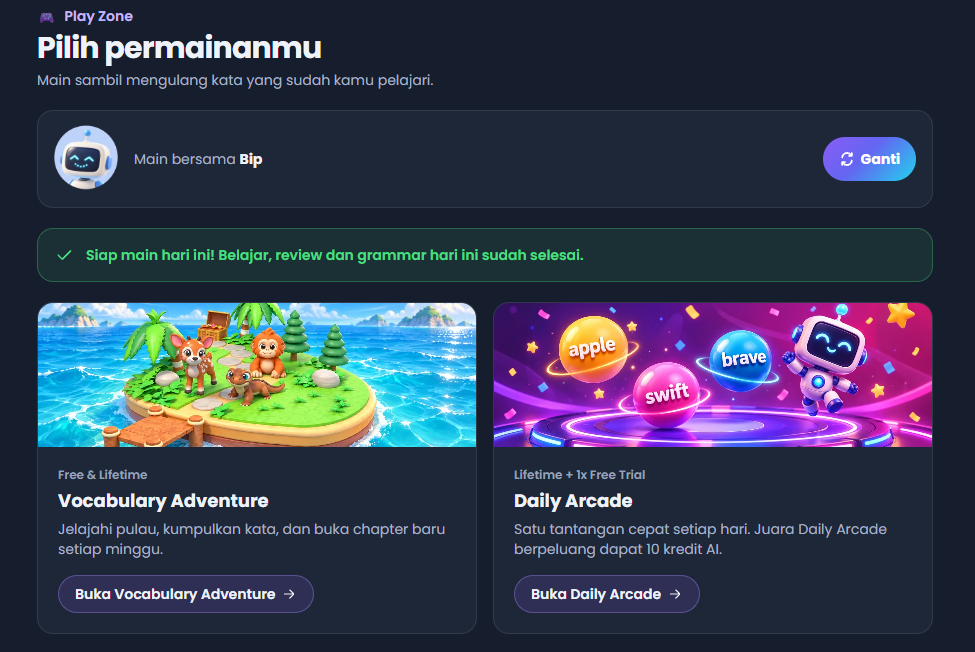 Play Zone
Pilih permainanmu
Main sambil mengulang kata yang sudah kamu pelajari.
Main bersama Bip
Ganti
Siap main hari ini! Belajar, review dan grammar hari ini sudah selesai.
apple
brave
swift
Free & Lifetime
Vocabulary Adventure
Jelajahi pulau, kumpulkan kata, dan buka chapter baru
setiap minggu.
Buka Vocabulary Adventure →
Lifetime + 1x Free Trial
Daily Arcade
Satu tantangan cepat setiap hari. Juara Daily Arcade
berpeluang dapat 10 kredit AI.
Buka Daily Arcade →